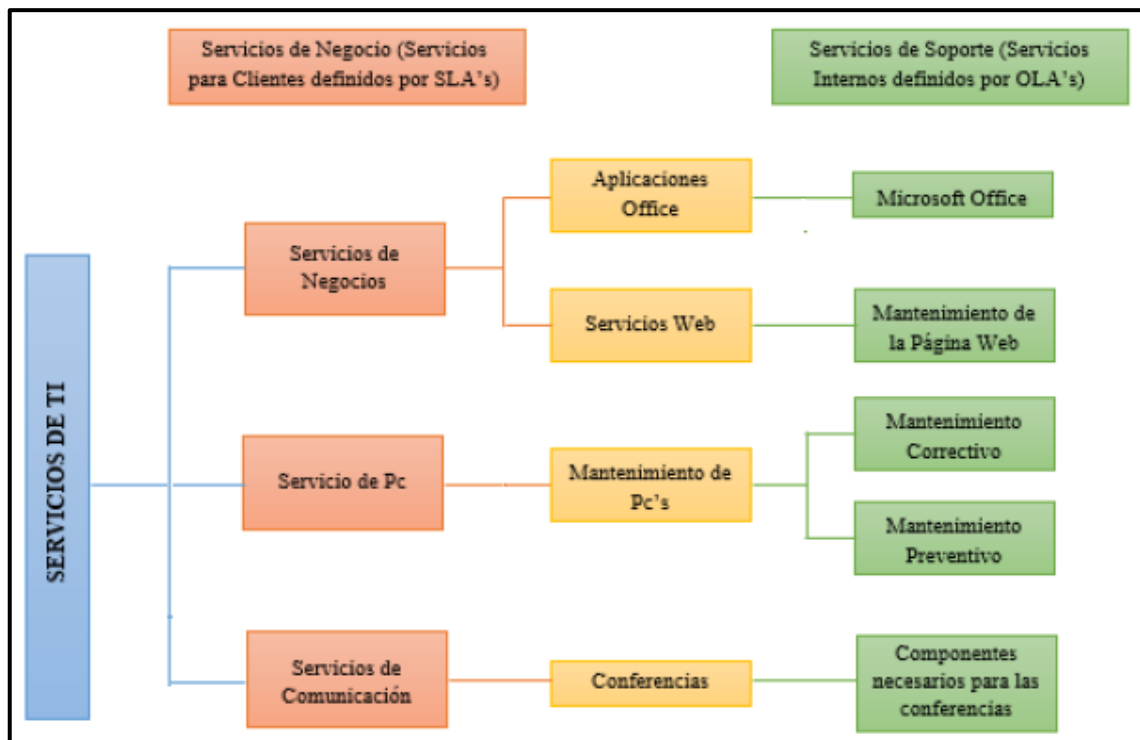 Servicios de Negocio (Servicios
para Clientes definidos por SLA's)
Servicios de Soporte (Servicios
Internos definidos por OLA's)
SERVICIOS DE TI
Servicios de
Negocios
Aplicaciones
Office
Microsoft Office
Servicios Web
Mantenimiento de
la Página Web
Servicio de Pc
Mantenimiento de
Pc's
Mantenimiento
Correctivo
Mantenimiento
Preventivo
Servicios de
Comunicación
Conferencias
Componentes
necesarios para las
conferencias